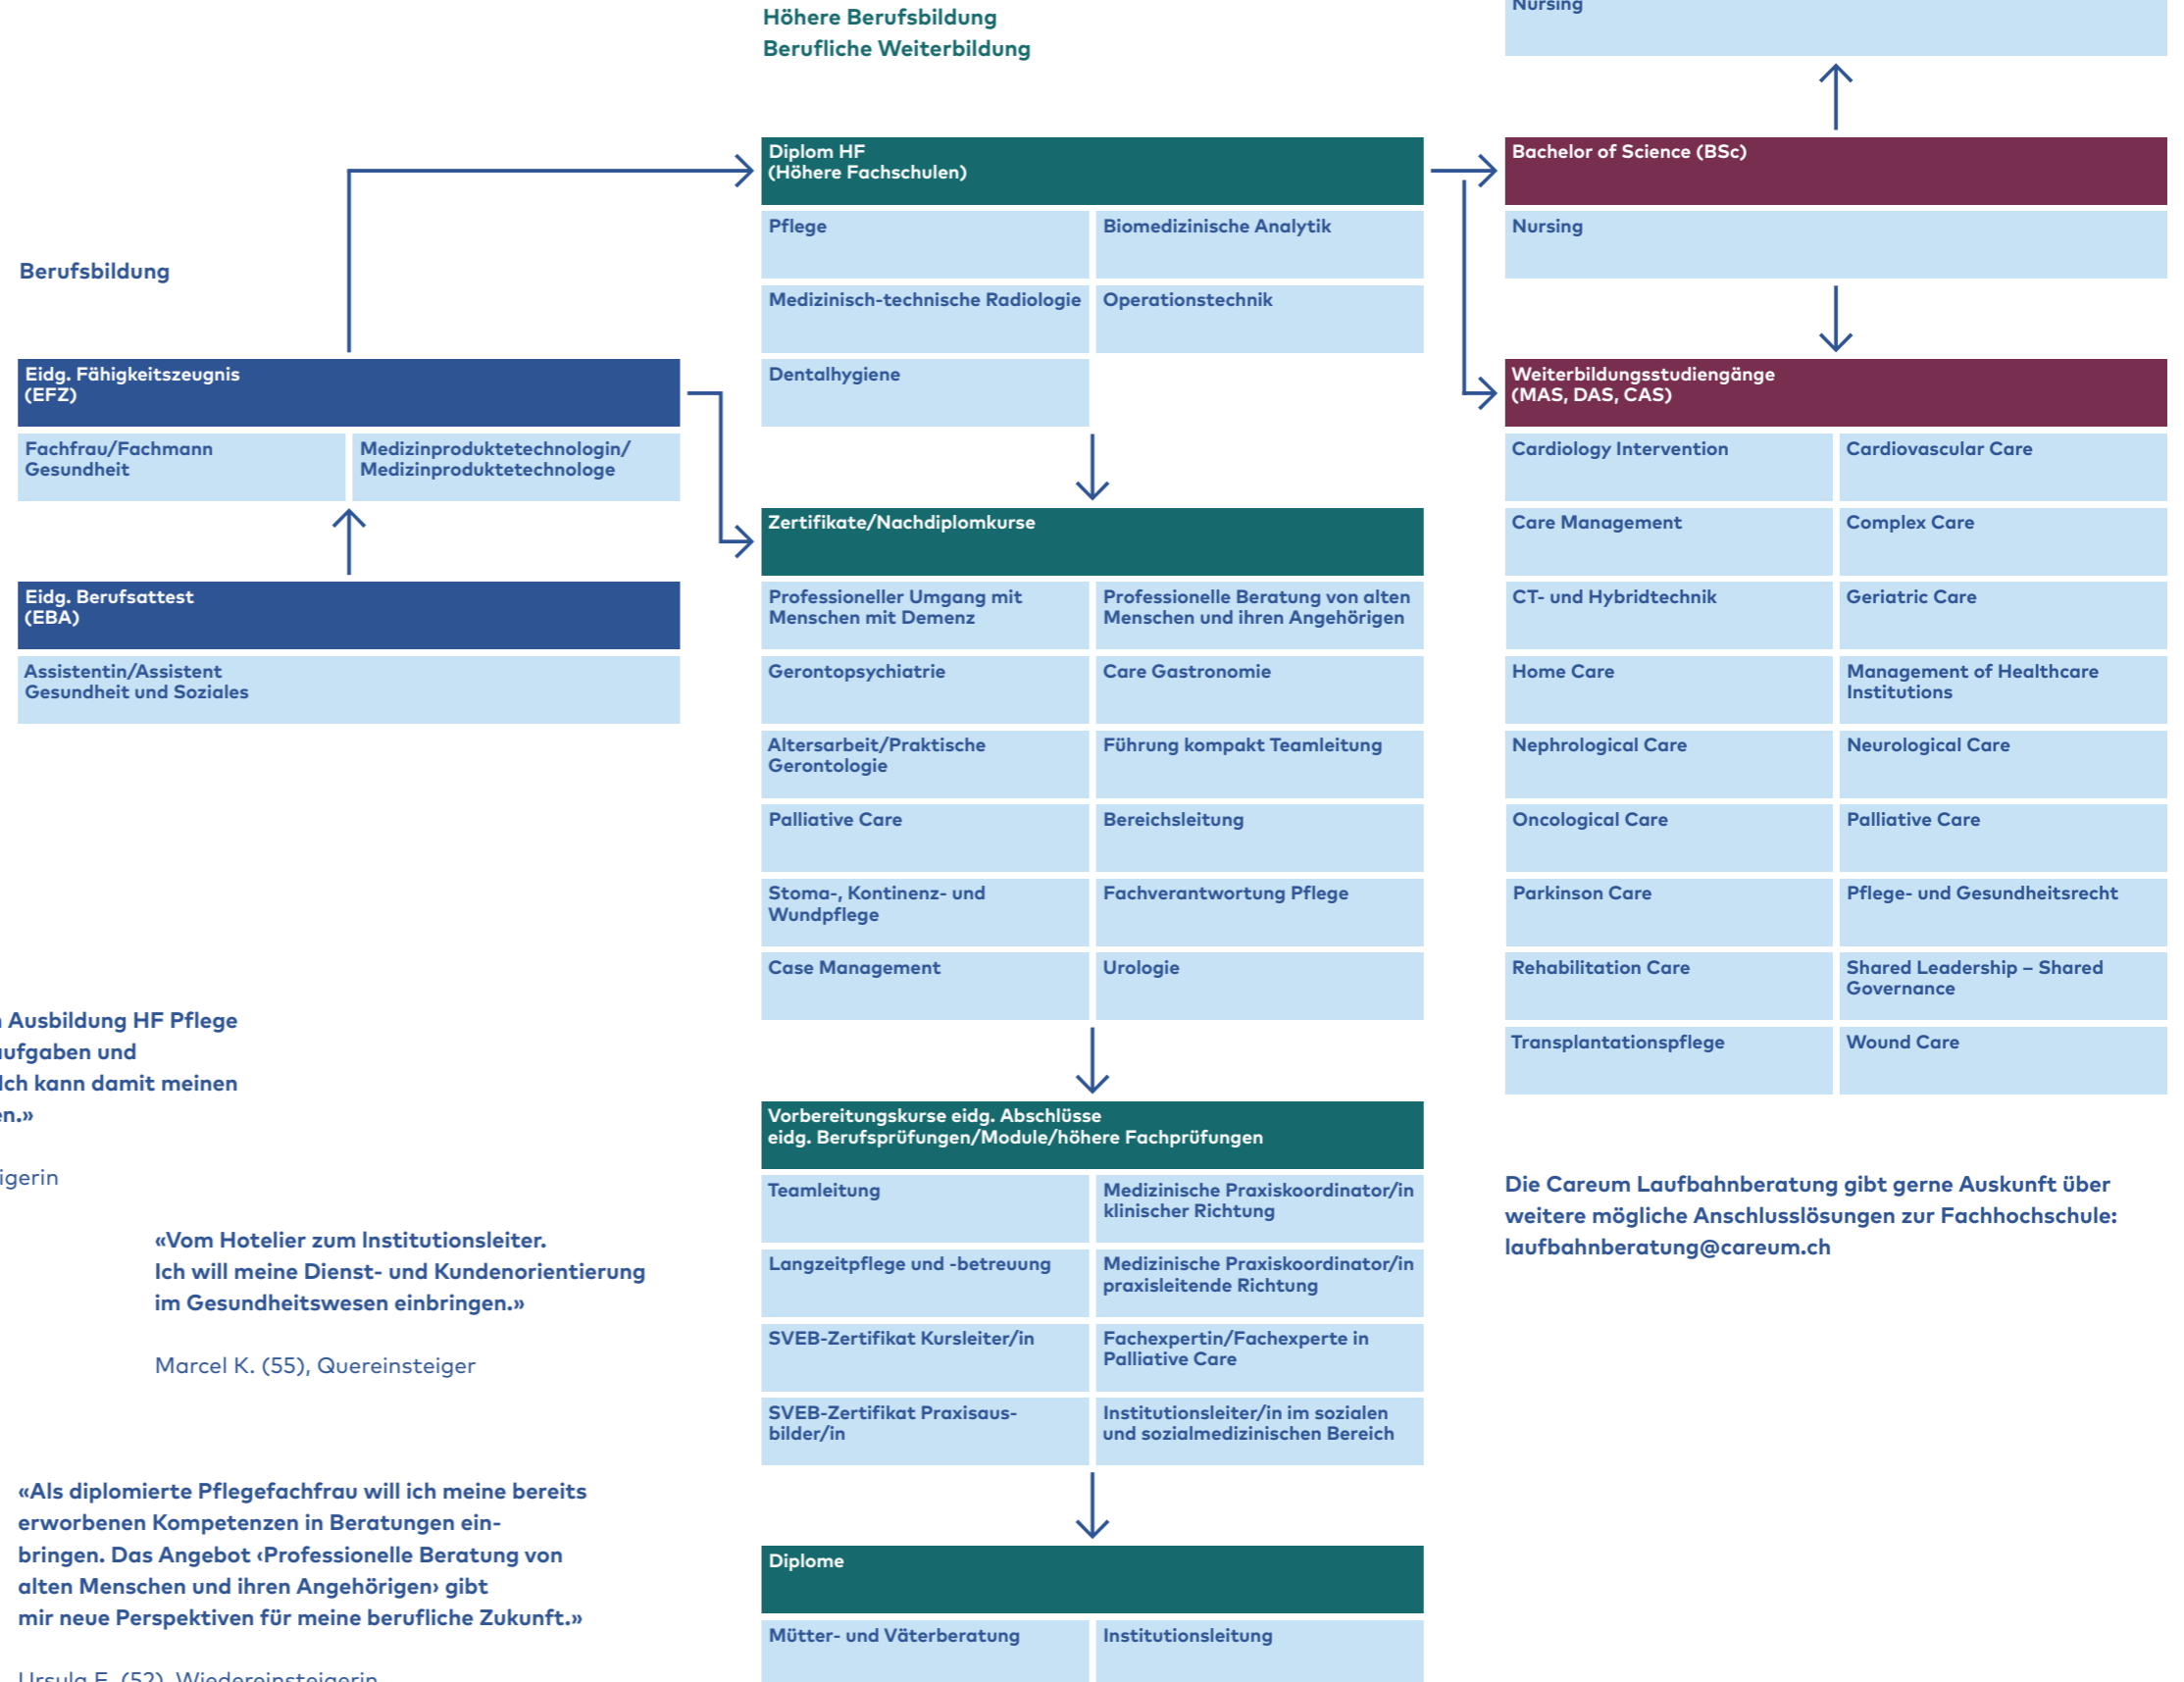 Höhere Berufsbildung
Berufliche Weiterbildung
Nursing
Diplom HF
(Höhere Fachschulen)
Pflege
Biomedizinische Analytik
Medizinisch-technische Radiologie
Operationstechnik
Dentalhygiene
Bachelor of Science (BSc)
Nursing
Berufsbildung
Eidg. Fähigkeitszeugnis
(EFZ)
Fachfrau/Fachmann
Gesundheit
Medizinproduktetechnologin/
Medizinproduktetechnologe
Eidg. Berufsattest
(EBA)
Assistentin/Assistent
Gesundheit und Soziales
Zertifikate/Nachdiplomkurse
Professioneller Umgang mit
Menschen mit Demenz
Professionelle Beratung von alten
Menschen und ihren Angehörigen
Gerontopsychiatrie
Care Gastronomie
Altersarbeit/Praktische
Gerontologie
Führung kompakt Teamleitung
Palliative Care
Bereichsleitung
Stoma-, Kontinenz- und
Wundpflege
Fachverantwortung Pflege
Case Management
Urologie
Weiterbildungsstudiengänge
(MAS, DAS, CAS)
Cardiology Intervention
Cardiovascular Care
Care Management
Complex Care
CT- und Hybridtechnik
Geriatric Care
Home Care
Management of Healthcare
Institutions
Nephrological Care
Neurological Care
Oncological Care
Palliative Care
Parkinson Care
Pflege- und Gesundheitsrecht
Rehabilitation Care
Shared Leadership – Shared
Governance
Transplantationspflege
Wound Care
Ausbildung HF Pflege
aufgaben und
Ich kann damit meinen
en.»
igerin
«Vom Hotelier zum Institutionsleiter.
Ich will meine Dienst- und Kundenorientierung
im Gesundheitswesen einbringen.»
Marcel K. (55), Quereinsteiger
«Als diplomierte Pflegefachfrau will ich meine bereits
erworbenen Kompetenzen in Beratungen ein-
bringen. Das Angebot ‹Professionelle Beratung von
alten Menschen und ihren Angehörigen› gibt
mir neue Perspektiven für meine berufliche Zukunft.»
Ursula E. (52), Wiedereinsteigerin
Vorbereitungskurse eidg. Abschlüsse
eidg. Berufsprüfungen/Module/höhere Fachprüfungen
Teamleitung
Medizinische Praxiskoordinator/in
klinischer Richtung
Langzeitpflege und -betreuung
Medizinische Praxiskoordinator/in
praxisleitende Richtung
SVEB-Zertifikat Kursleiter/in
Fachexpertin/Fachexperte in
Palliative Care
SVEB-Zertifikat Praxisaus-
bilder/in
Institutionsleiter/in im sozialen
und sozialmedizinischen Bereich
Diplome
Mütter- und Väterberatung
Institutionsleitung
Die Careum Laufbahnberatung gibt gerne Auskunft über
weitere mögliche Anschlusslösungen zur Fachhochschule:
laufbahnberatung@careum.ch